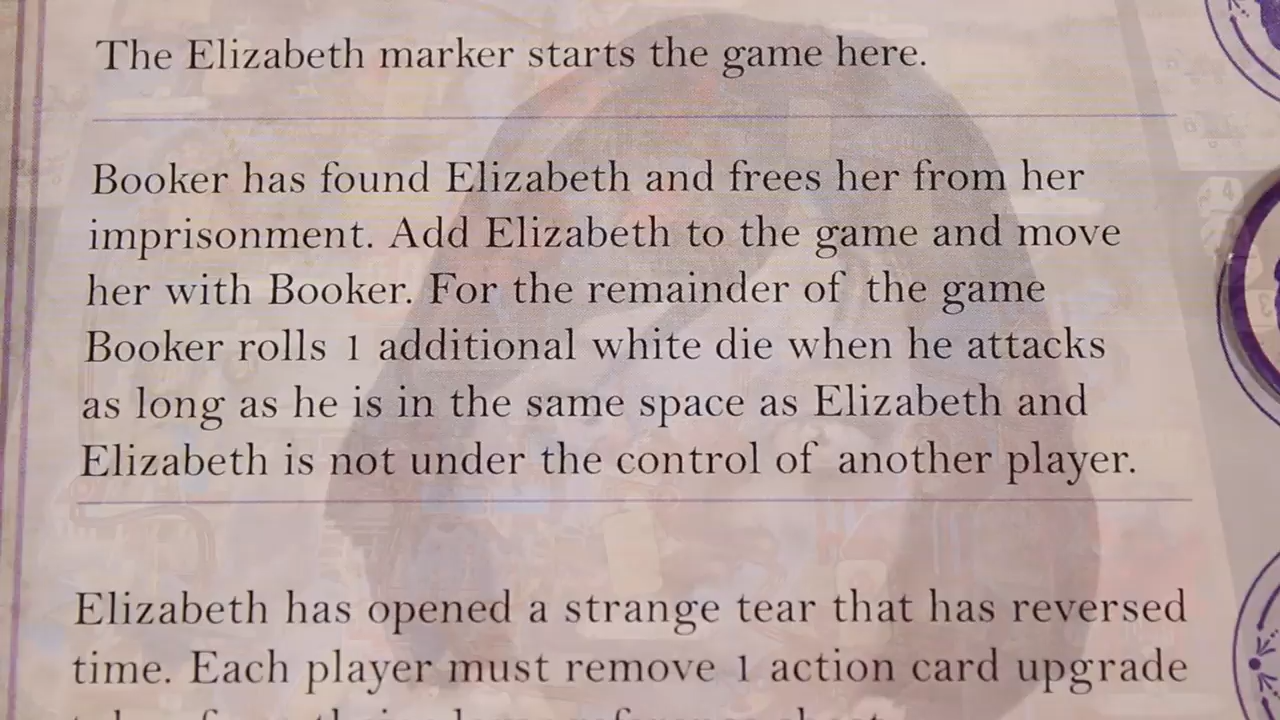 The Elizabeth marker starts the game here.
Booker has found Elizabeth and frees her from her
imprisonment. Add Elizabeth to the game and move
her with Booker. For the remainder of the game
Booker rolls 1 additional white die when he attacks
as long as he is in the same space as Elizabeth and
Elizabeth is not under the control of another player.
Elizabeth has opened a strange tear that has reversed
time. Each player must remove 1 action card upgrade